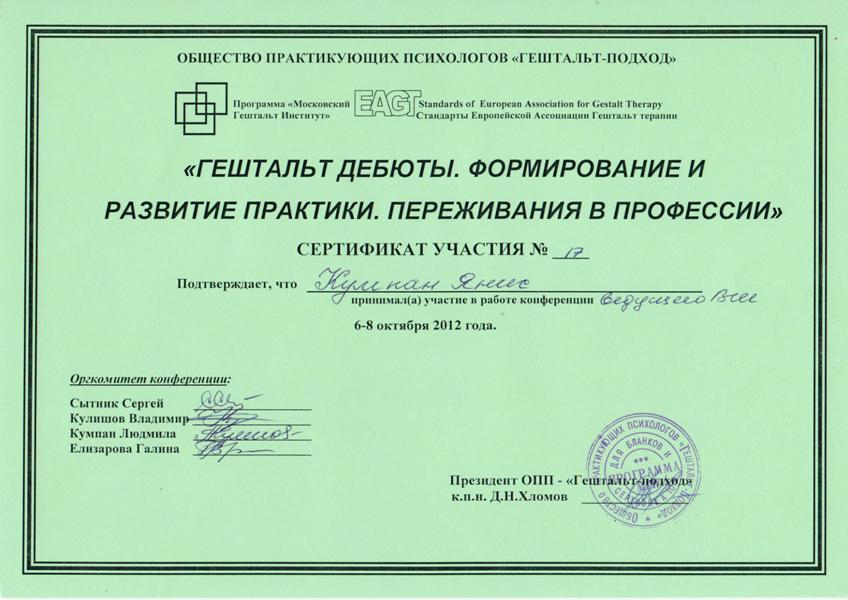 ОБЩЕСТВО ПРАКТИКУЮЩИХ ПСИХОЛОГОВ «ГЕШТАЛЬТ-ПОДХОД»
Программа «Московский Гештальт Институт»
EAGT
Standards of European Association for Gestalt Therapy
Стандарты Европейской Ассоциации Гештальт терапии
«ГЕШТАЛЬТ ДЕБЮТЫ. ФОРМИРОВАНИЕ И
РАЗВИТИЕ ПРАКТИКИ. ПЕРЕЖИВАНИЯ В ПРОФЕССИИ»
СЕРТИФИКАТ УЧАСТИЯ № 17
Подтверждает, что Кумпан Янис
принимал(а) участие в работе конференции ведущего
6-8 октября 2012 года.
Оргкомитет конференции:
Сытник Сергей
Кулишов Владимир
Кумпан Людмила
Елизарова Галина
Президент ОПП - «Гештальт-подход»
к.п.н. Д.Н.Хломов
ПРАКТИКУЮЩИХ ПСИХОЛОГОВ «ГЕШТАЛЬТ-ПОДХОД» * ОБЩЕСТВО
ДЛЯ БЛАНКОВ И
ПРОГРАММА